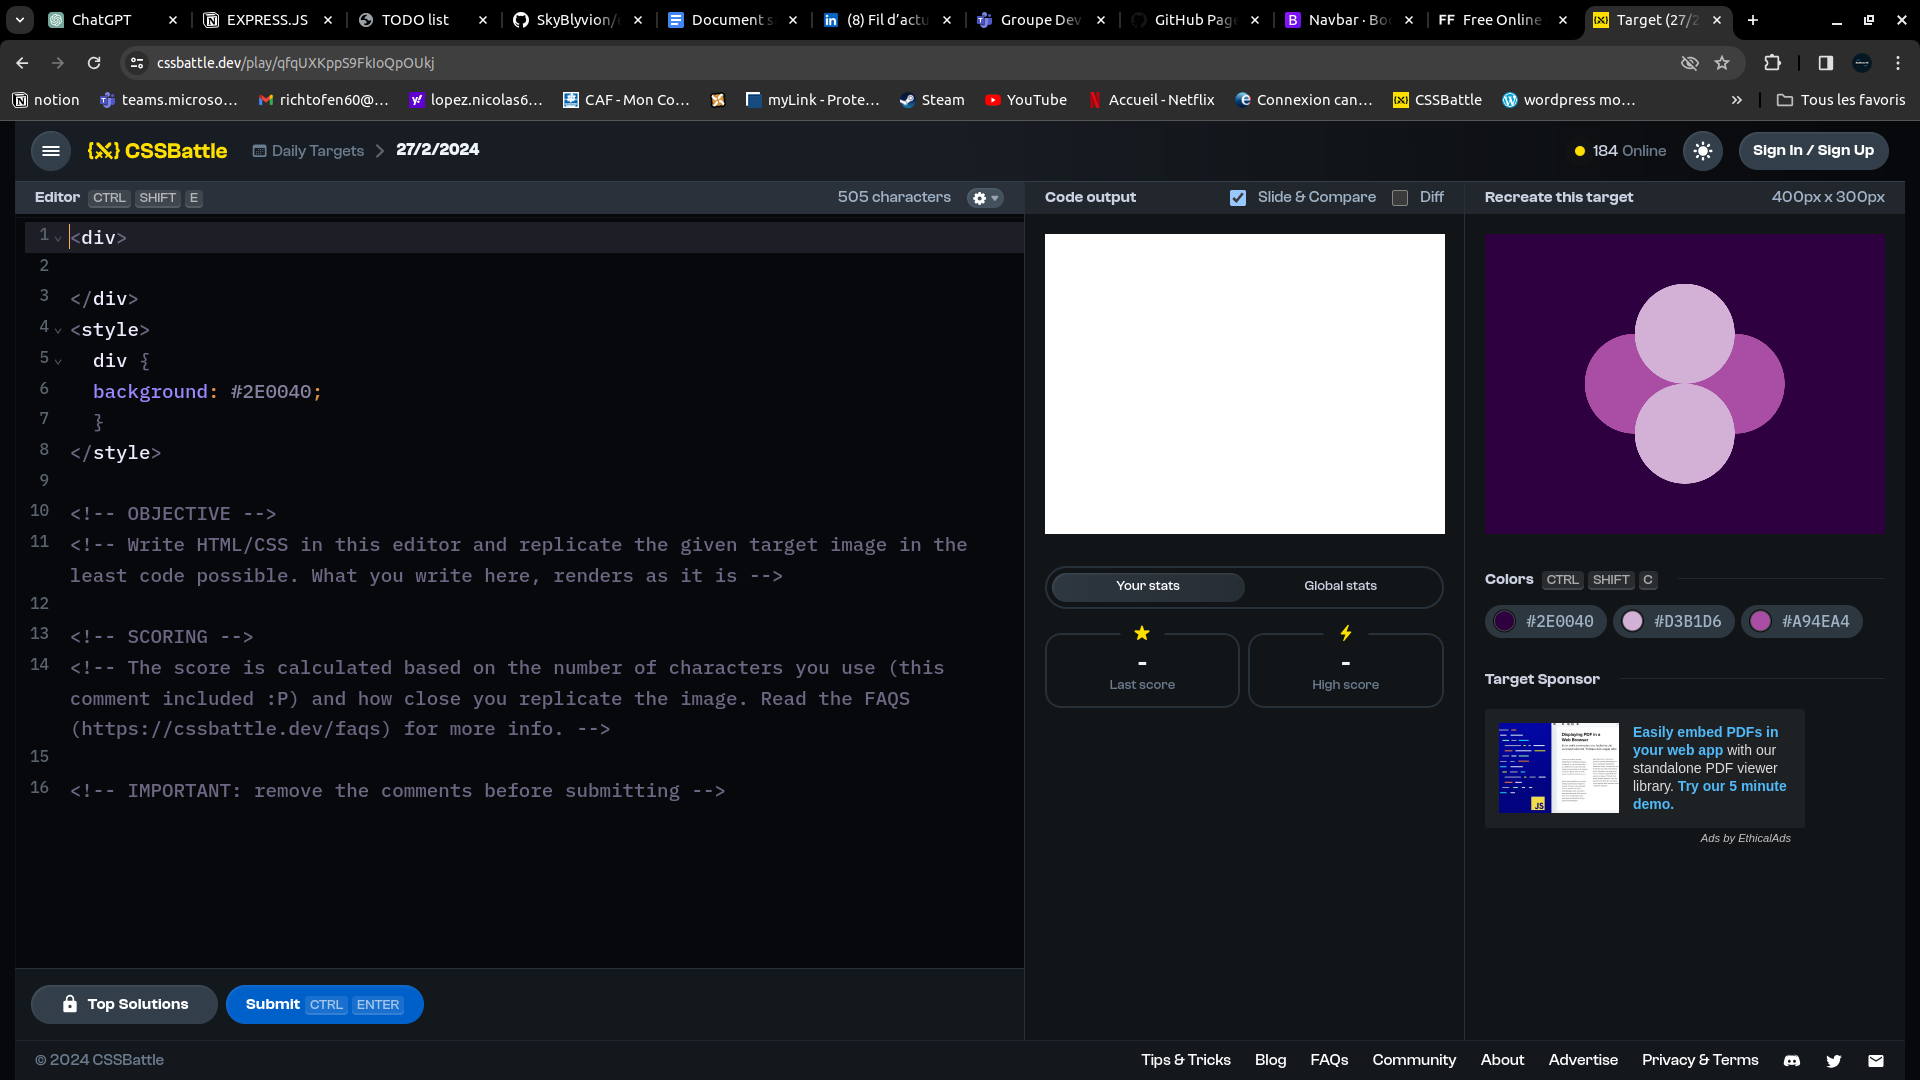 ChatGPT
EXPRESS.JS
TODO list
SkyBlyvion/
Document s
(8) Fil d'actu
Groupe Dev
GitHub Page
Navbar · Bo
FF Free Online
Target (27/2
cssbattle.dev/play/qfqUXKppS9FkIoQpOUkj
notion
teams.microso...
richtofen60@...
lopez.nicolas6...
CAF - Mon Co...
myLink - Prote...
Steam
YouTube
Accueil - Netflix
Connexion can...
CSSBattle
wordpress mo...
Tous les favoris
CSSBattle
Daily Targets
27/2/2024
184 Online
Sign In / Sign Up
Editor CTRL SHIFT E
505 characters
Code output
Slide & Compare
Diff
Recreate this target
400px x 300px
1 <div>
2
3 </div>
4 <style>
5 div {
6 background: #2E0040;
7 }
8 </style>
9
10 <!-- OBJECTIVE -->
11 <!-- Write HTML/CSS in this editor and replicate the given target image in the
least code possible. What you write here, renders as it is -->
12
13 <!-- SCORING -->
14 <!-- The score is calculated based on the number of characters you use (this
comment included :P) and how close you replicate the image. Read the FAQS
(https://cssbattle.dev/faqs) for more info. -->
15
16 <!-- IMPORTANT: remove the comments before submitting -->
Your stats
Global stats
-
Last score
-
High score
Colors CTRL SHIFT C
#2E0040
#D3B1D6
#A94EA4
Target Sponsor
Displaying PDF in a
Web Browser
JS
Easily embed PDFs in
your web app with our
standalone PDF viewer
library. Try our 5 minute
demo.
Ads by EthicalAds
Top Solutions
Submit CTRL ENTER
© 2024 CSSBattle
Tips & Tricks
Blog
FAQs
Community
About
Advertise
Privacy & Terms